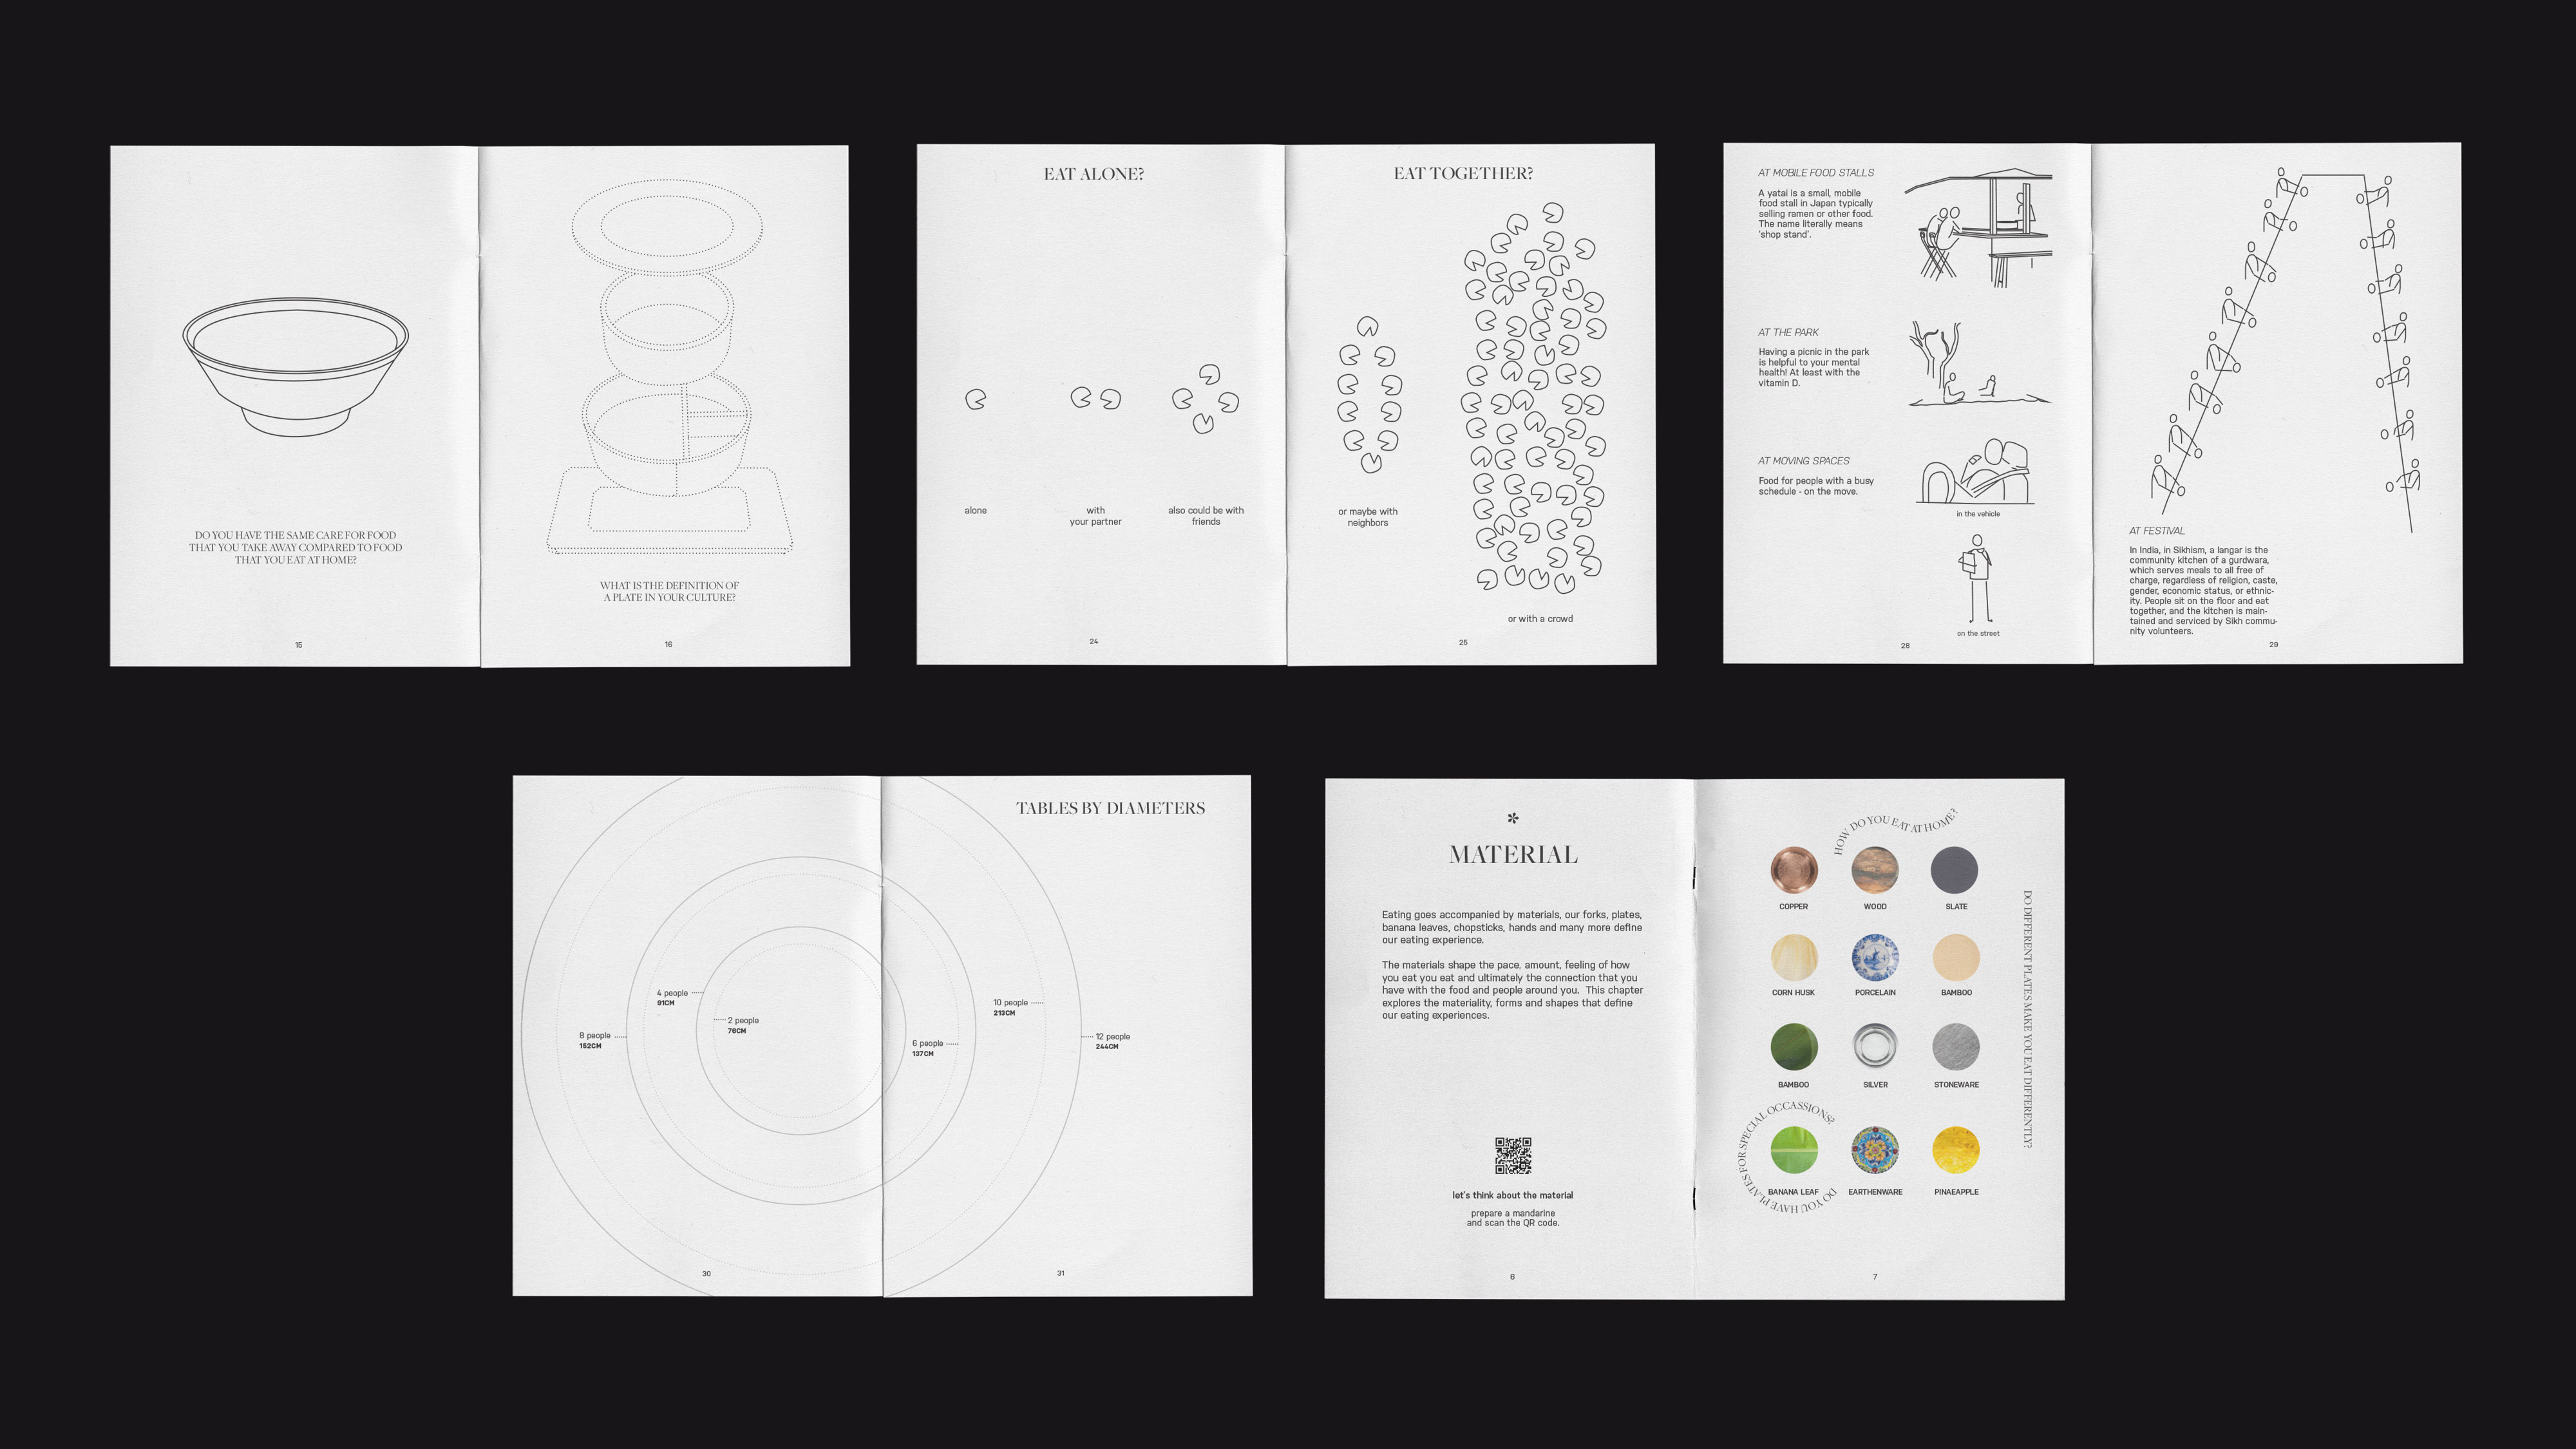 DO YOU HAVE THE SAME CARE FOR FOOD
THAT YOU TAKE AWAY COMPARED TO FOOD
THAT YOU EAT AT HOME?
15
WHAT IS THE DEFINITION OF
A PLATE IN YOUR CULTURE?
16
EAT ALONE?
alone
with
your partner
also could be with
friends
24
EAT TOGETHER?
or maybe with
neighbors
or with a crowd
25
AT MOBILE FOOD STALLS
A yatai is a small, mobile
food stall in Japan typically
selling ramen or other food.
The name literally means
'shop stand'.
AT THE PARK
Having a picnic in the park
is helpful to your mental
health! At least with the
vitamin D.
AT MOVING SPACES
Food for people with a busy
schedule - on the move.
in the vehicle
on the street
28
AT FESTIVAL
In India, in Sikhism, a langar is the
community kitchen of a gurdwara,
which serves meals to all free of
charge, regardless of religion, caste,
gender, economic status, or ethnic-
ity. People sit on the floor and eat
together, and the kitchen is main-
tained and serviced by Sikh commu-
nity volunteers.
29
4 people
91CM
2 people
76CM
8 people
152CM
30
TABLES BY DIAMETERS
10 people
213CM
6 people
137CM
12 people
244CM
31
*
MATERIAL
Eating goes accompanied by materials, our forks, plates,
banana leaves, chopsticks, hands and many more define
our eating experience.
The materials shape the pace, amount, feeling of how
you eat you eat and ultimately the connection that you
have with the food and people around you. This chapter
explores the materiality, forms and shapes that define
our eating experiences.
let's think about the material
prepare a mandarine
and scan the QR code.
6
HOW DO YOU EAT AT HOME?
COPPER
WOOD
SLATE
CORN HUSK
PORCELAIN
BAMBOO
BAMBOO
SILVER
STONEWARE
DO YOU HAVE PLATES FOR SPECIAL OCCASSIONS?
BANANA LEAF
EARTHENWARE
PINAEAPPLE
DO DIFFERENT PLATES MAKE YOU EAT DIFFERENTLY?
7